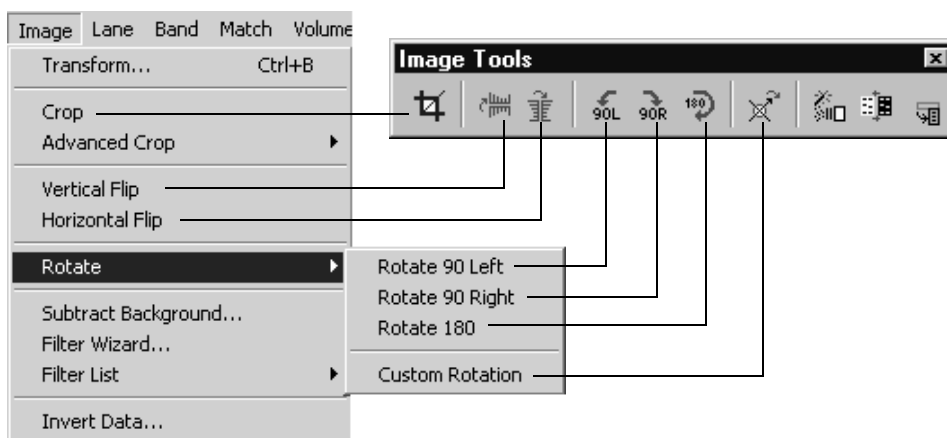 Image Lane Band Match Volume
Transform... Ctrl+B
Crop
Advanced Crop
Vertical Flip
Horizontal Flip
Rotate
Subtract Background...
Filter Wizard...
Filter List
Invert Data...
Rotate 90 Left
Rotate 90 Right
Rotate 180
Custom Rotation
Image Tools
90L 90R 180